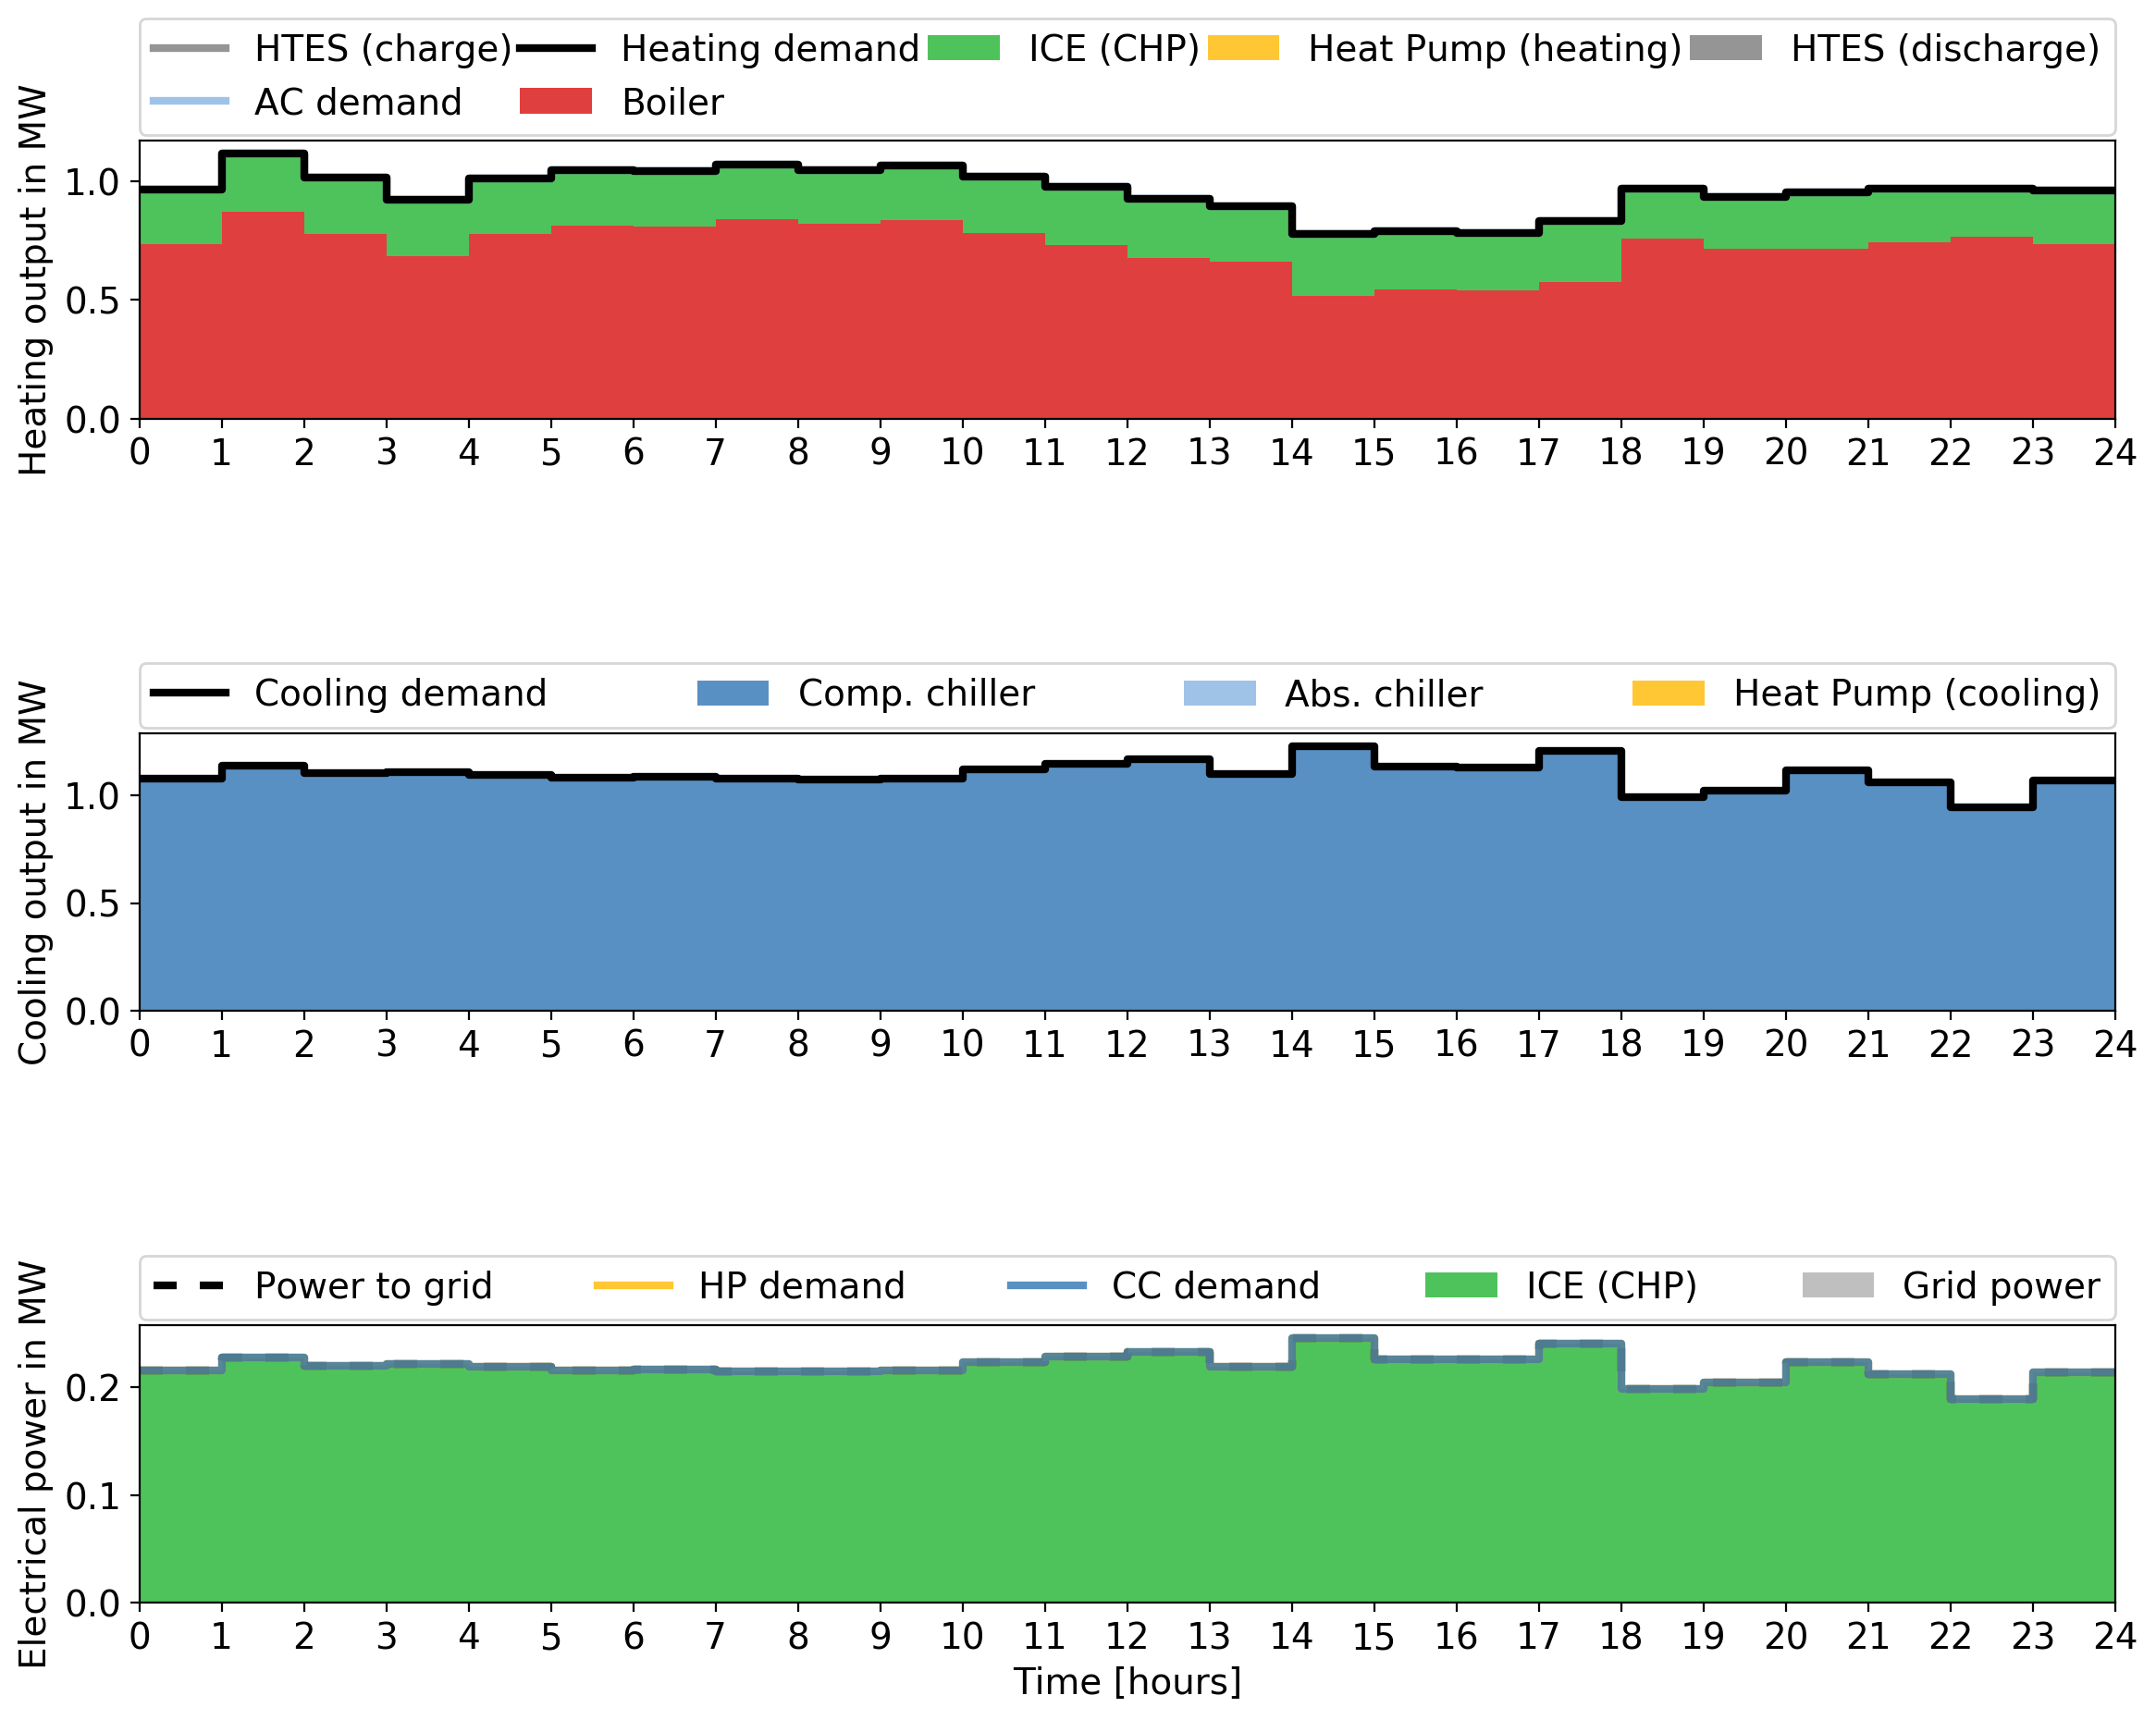 HTES (charge) Heating demand ICE (CHP) Heat Pump (heating) HTES (discharge)
AC demand Boiler
Heating output in MW
1.0
0.5
0.0
0 1 2 3 4 5 6 7 8 9 10 11 12 13 14 15 16 17 18 19 20 21 22 23 24
Cooling demand Comp. chiller Abs. chiller Heat Pump (cooling)
Cooling output in MW
1.0
0.5
0.0
0 1 2 3 4 5 6 7 8 9 10 11 12 13 14 15 16 17 18 19 20 21 22 23 24
Power to grid HP demand CC demand ICE (CHP) Grid power
Electrical power in MW
0.2
0.1
0.0
0 1 2 3 4 5 6 7 8 9 10 11 12 13 14 15 16 17 18 19 20 21 22 23 24
Time [hours]